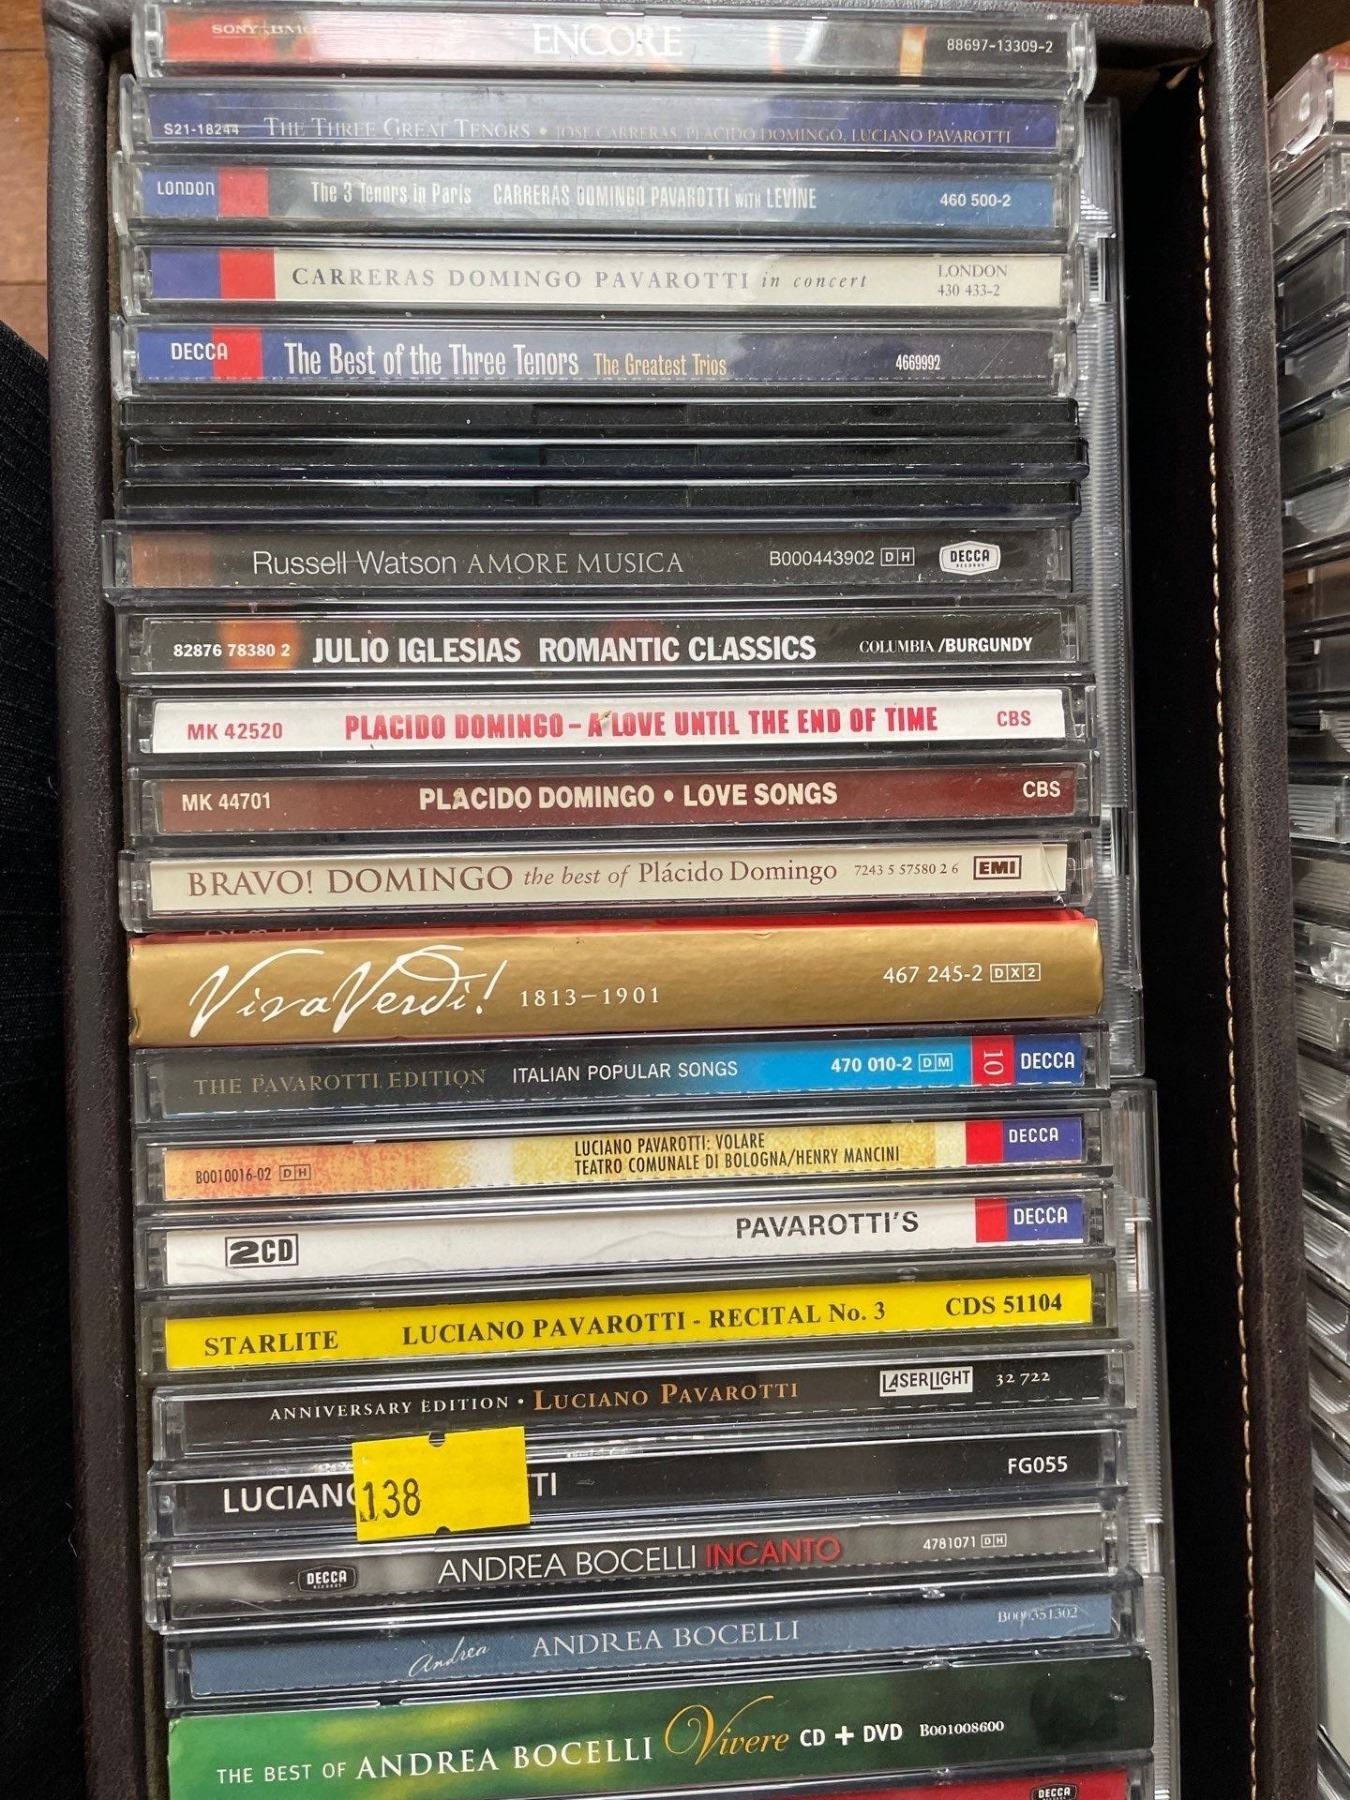 SONY BMG ENCORE 88697-13309-2
S21-18244 THE THREE GREAT TENORS • JOSE CARRERAS, PLACIDO DOMINGO, LUCIANO PAVAROTTI
LONDON The 3 Tenors in Paris CARRERAS DOMINGO PAVAROTTI WITH LEVINE 460 500-2
CARRERAS DOMINGO PAVAROTTI in concert LONDON
430 433-2
DECCA The Best of the Three Tenors The Greatest Trios 4669992
Russell Watson AMORE MUSICA B000443902 DH DECCA
RECORDS
82876 78380 2 JULIO IGLESIAS ROMANTIC CLASSICS COLUMBIA/BURGUNDY
MK 42520 PLACIDO DOMINGO – A LOVE UNTIL THE END OF TIME CBS
MK 44701 PLACIDO DOMINGO • LOVE SONGS CBS
BRAVO! DOMINGO the best of Plácido Domingo 7243 5 57580 2 6 EMI
Viva Verdi! 1813–1901 467 245-2 DX2
THE PAVAROTTI EDITION ITALIAN POPULAR SONGS 470 010-2 DM 10 DECCA
B0010016-02 DH LUCIANO PAVAROTTI: VOLARE DECCA
TEATRO COMUNALE DI BOLOGNA/HENRY MANCINI
2CD PAVAROTTI'S DECCA
STARLITE LUCIANO PAVAROTTI - RECITAL No. 3 CDS 51104
ANNIVERSARY EDITION • LUCIANO PAVAROTTI LASERLIGHT 32 722
138 TI FG055
DECCA
RECORDS ANDREA BOCELLI INCANTO 4781071 DH
Andrea ANDREA BOCELLI
THE BEST OF ANDREA BOCELLI Vivere CD + DVD B001008600
DECCA